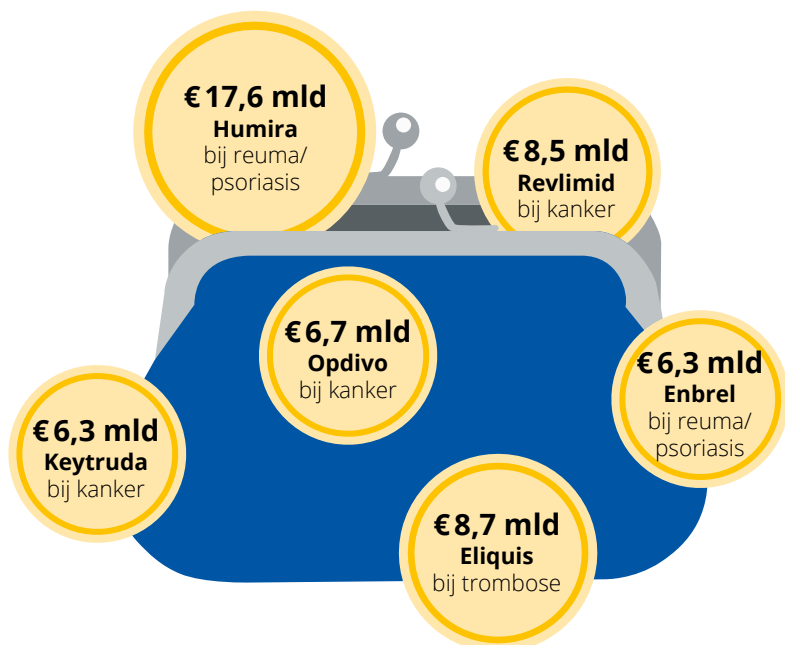 € 17,6 mld
Humira
bij reuma/
psoriasis
€ 8,5 mld
Revlimid
bij kanker
€ 6,7 mld
Opdivo
bij kanker
€ 6,3 mld
Enbrel
bij reuma/
psoriasis
€ 6,3 mld
Keytruda
bij kanker
€ 8,7 mld
Eliquis
bij trombose